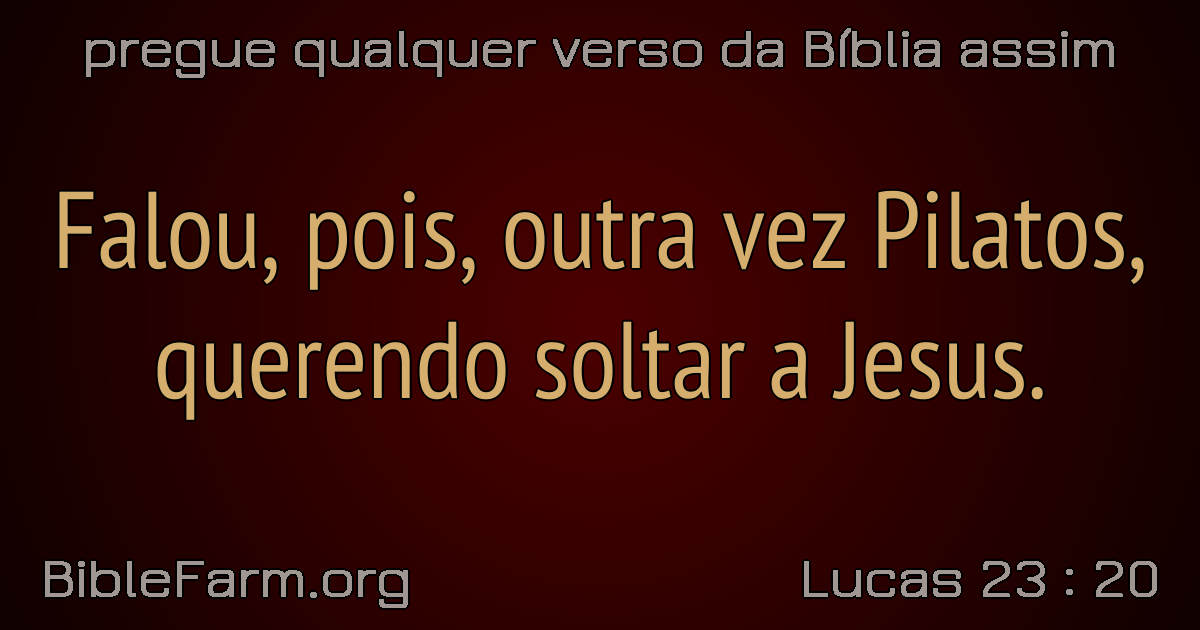 pregue qualquer verso da Bíblia assim
Falou, pois, outra vez Pilatos,
querendo soltar a Jesus.
BibleFarm.org
Lucas 23 : 20